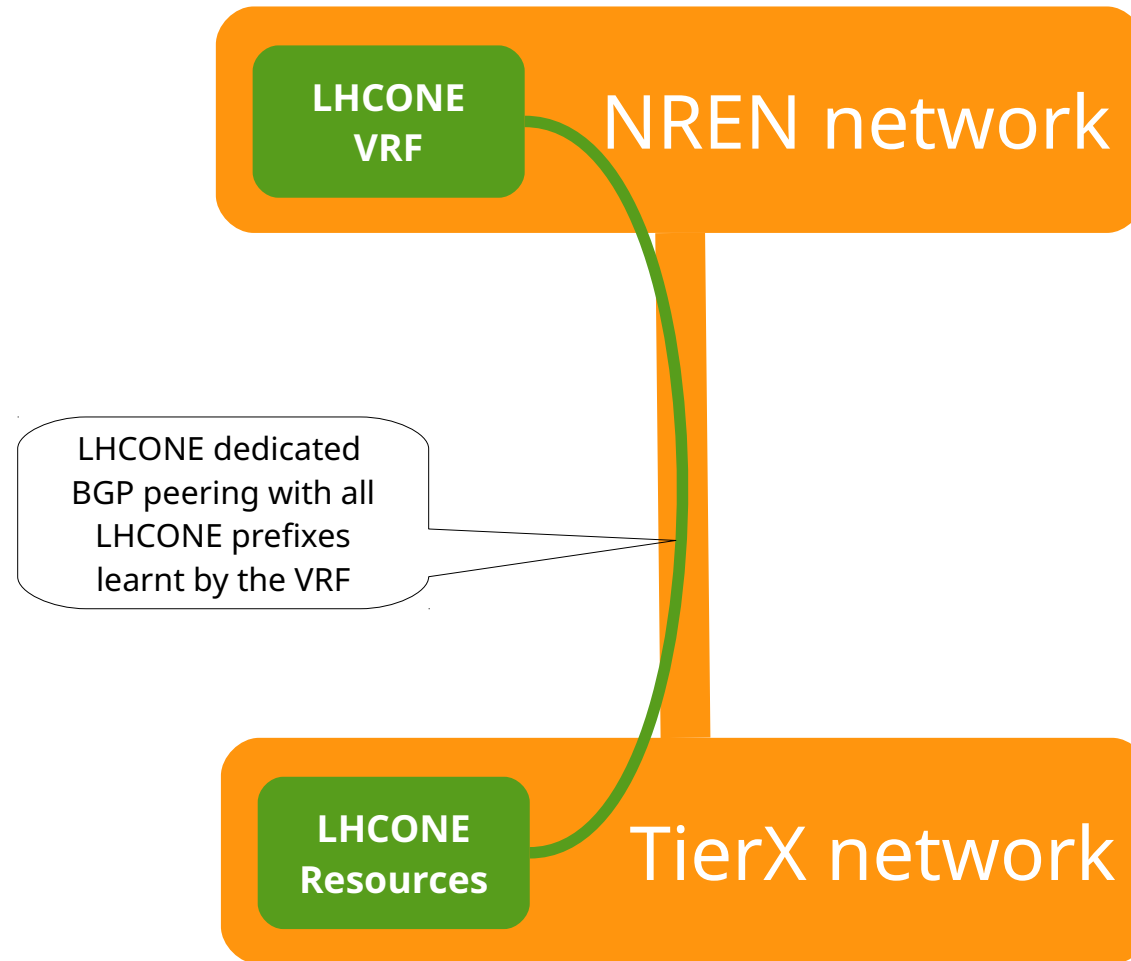 LHCONE
VRF
NREN network
LHCONE dedicated
BGP peering with all
LHCONE prefixes
learnt by the VRF
LHCONE
Resources
TierX network